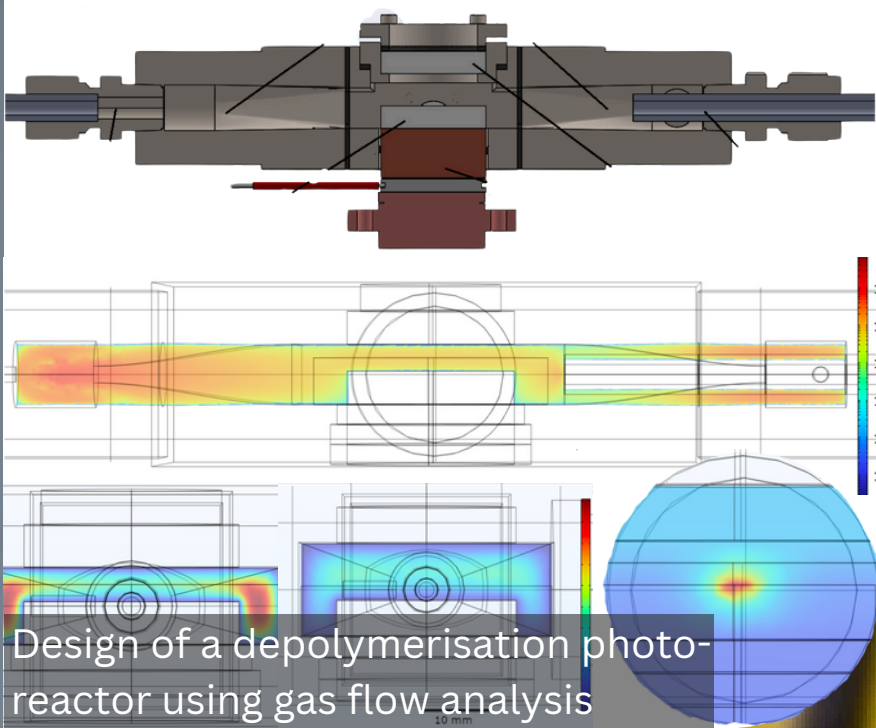 Design of a depolymerisation photo-
reactor using gas flow analysis
10 mm